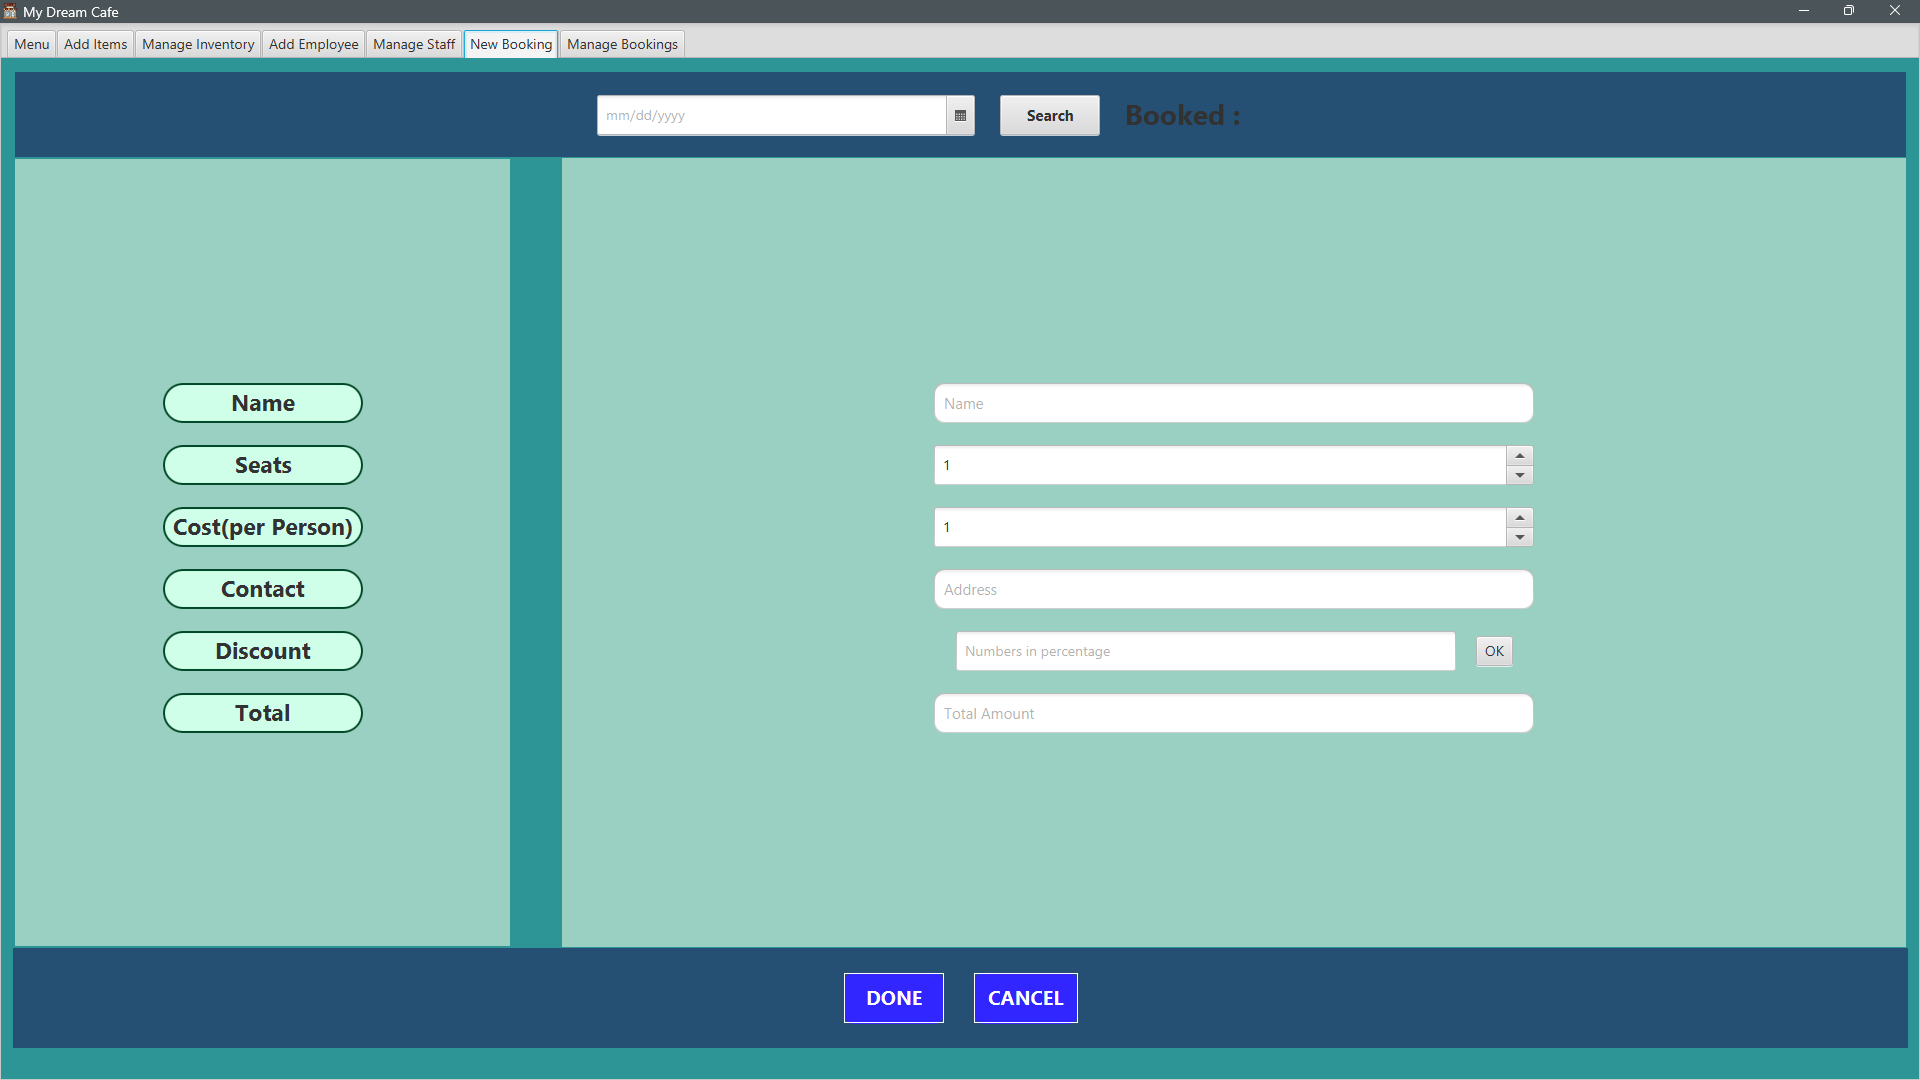 My Dream Cafe
Menu Add Items Manage Inventory Add Employee Manage Staff New Booking Manage Bookings
mm/dd/yyyy Search Booked :
Name Name
Seats 1
Cost(per Person) 1
Contact Address
Discount Numbers in percentage OK
Total Total Amount
DONE CANCEL